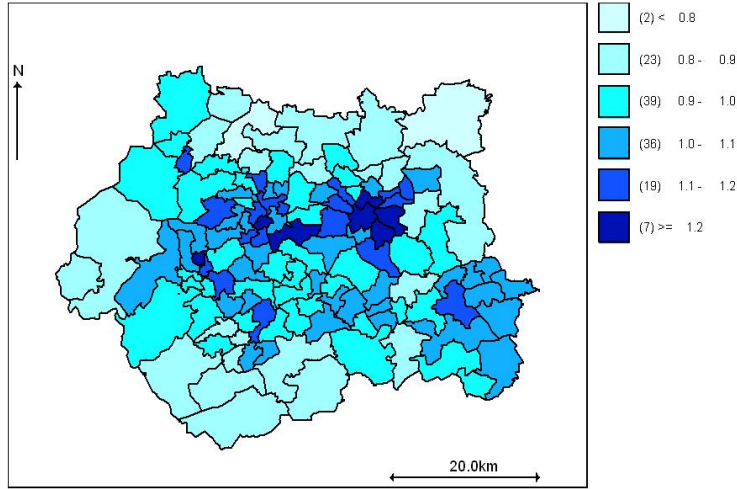 N
(2) < 0.8
(23) 0.8 - 0.9
(39) 0.9 - 1.0
(36) 1.0 - 1.1
(19) 1.1 - 1.2
(7) >= 1.2
20.0km